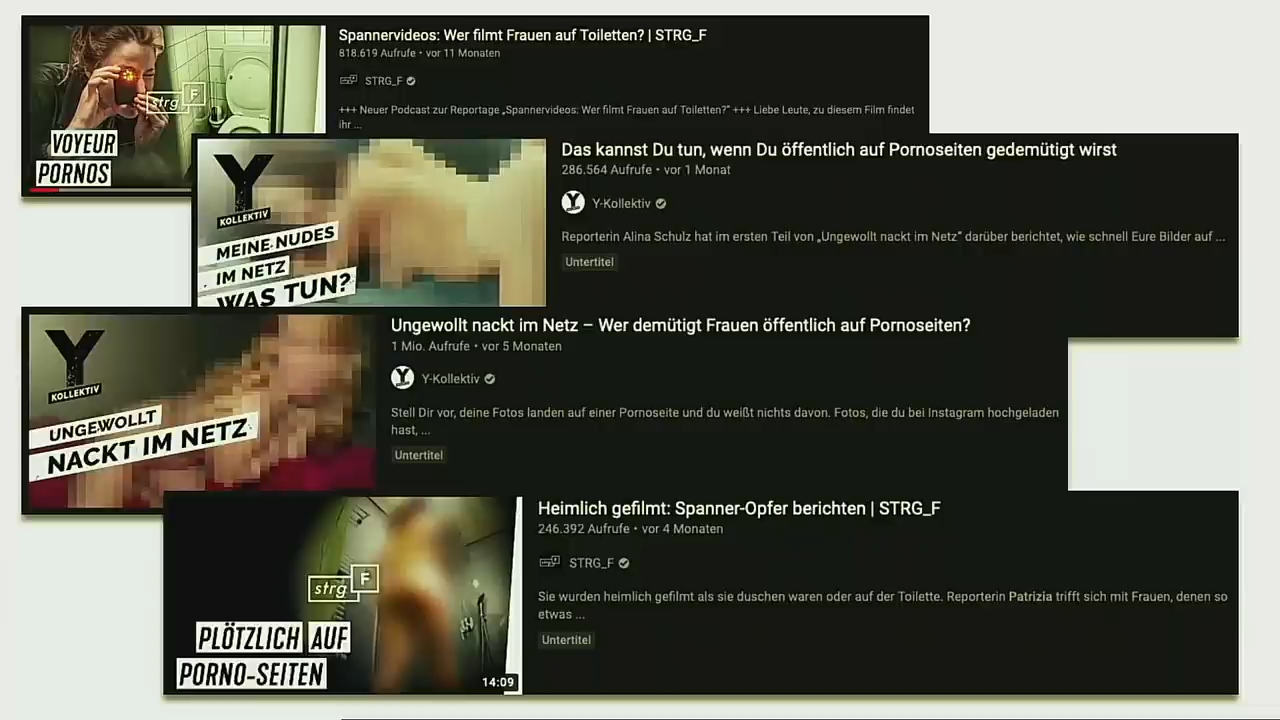 Spannervideos: Wer filmt Frauen auf Toiletten? | STRG_F
818.619 Aufrufe • vor 11 Monaten
STRG_F
+++ Neuer Podcast zur Reportage „Spannervideos: Wer filmt Frauen auf Toiletten?" +++ Liebe Leute, zu diesem Film findet
ihr ...
strg F
VOYEUR
PORNOS
Das kannst Du tun, wenn Du öffentlich auf Pornoseiten gedemütigt wirst
286.564 Aufrufe • vor 1 Monat
Y-Kollektiv
Reporterin Alina Schulz hat im ersten Teil von „Ungewollt nackt im Netz" darüber berichtet, wie schnell Eure Bilder auf ...
Untertitel
Y
KOLLEKTIV
MEINE NUDES
IM NETZ
WAS TUN?
Ungewollt nackt im Netz – Wer demütigt Frauen öffentlich auf Pornoseiten?
1 Mio. Aufrufe • vor 5 Monaten
Y-Kollektiv
Stell Dir vor, deine Fotos landen auf einer Pornoseite und du weißt nichts davon. Fotos, die du bei Instagram hochgeladen
hast, ...
Untertitel
Y
KOLLEKTIV
UNGEWOLLT
NACKT IM NETZ
Heimlich gefilmt: Spanner-Opfer berichten | STRG_F
246.392 Aufrufe • vor 4 Monaten
STRG_F
Sie wurden heimlich gefilmt als sie duschen waren oder auf der Toilette. Reporterin Patrizia trifft sich mit Frauen, denen so
etwas ...
Untertitel
strg F
PLÖTZLICH AUF
PORNO-SEITEN
14:09